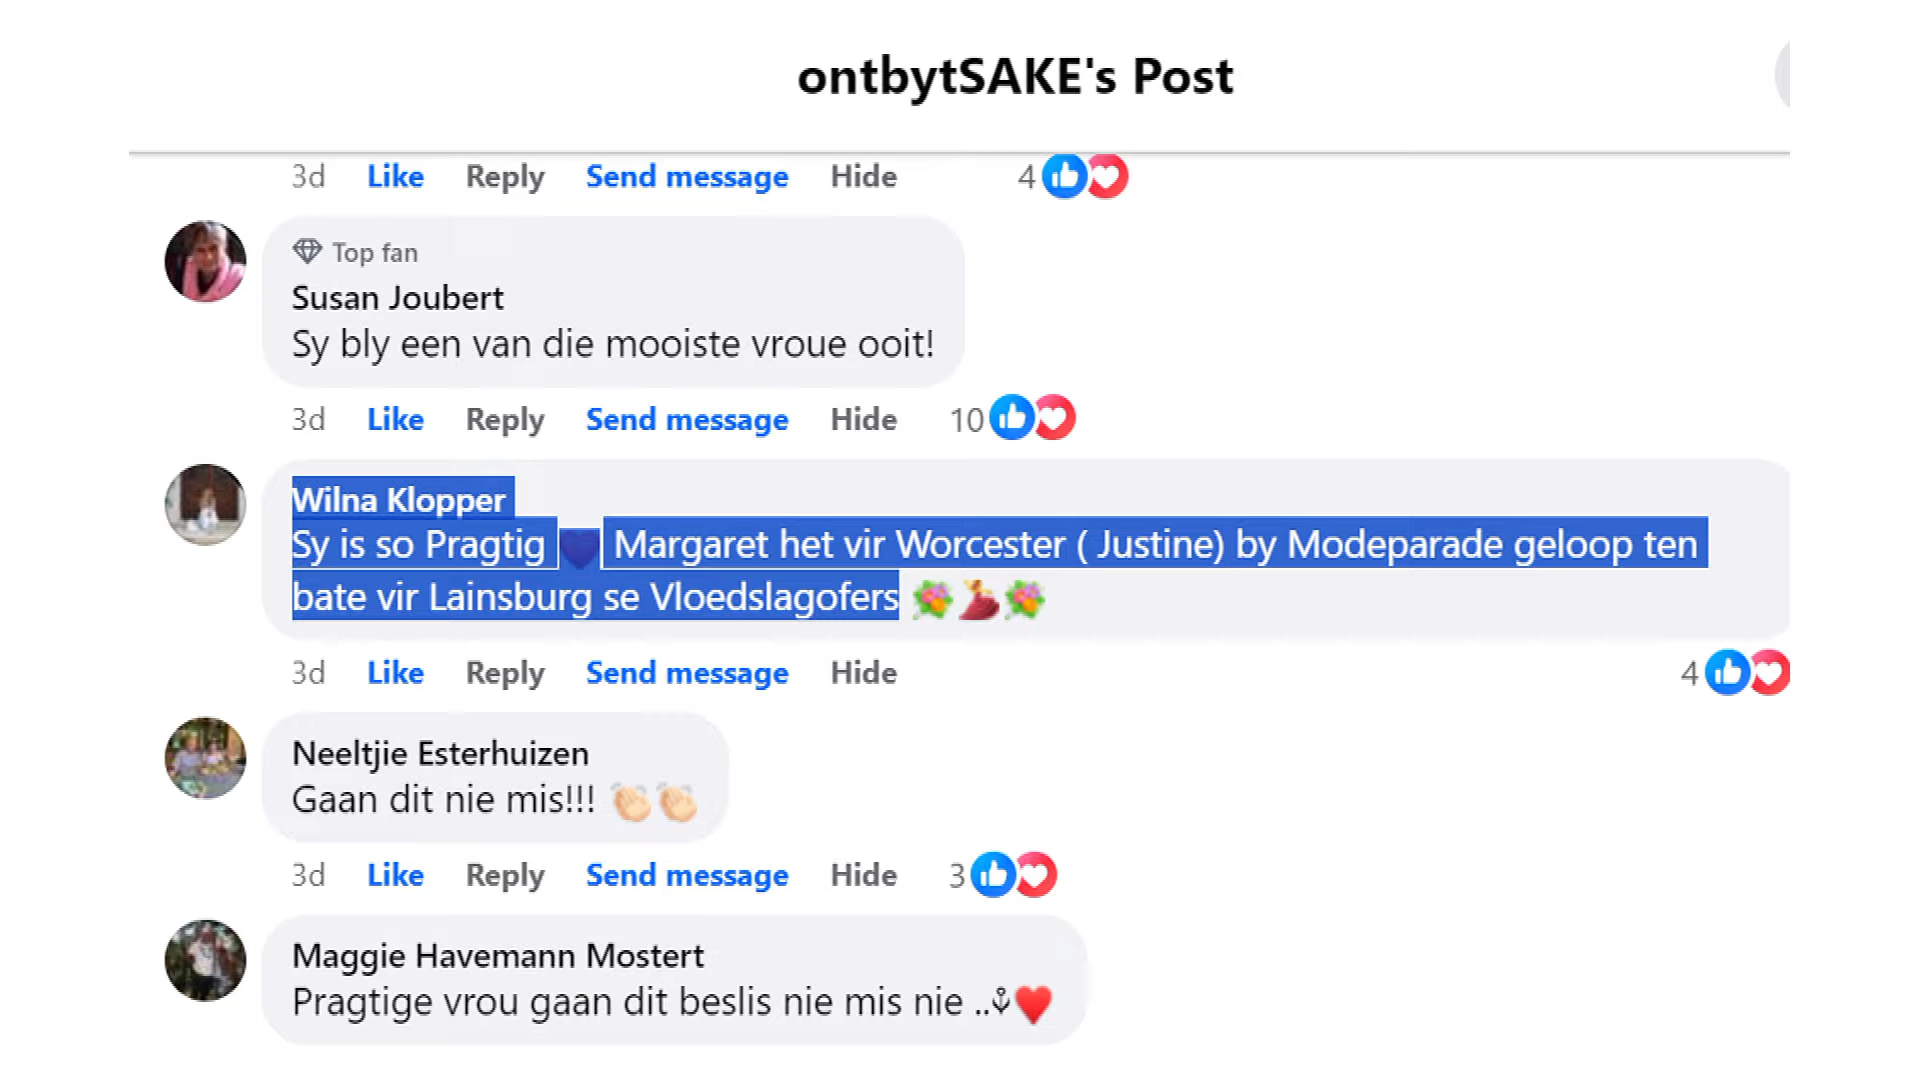 ontbytSAKE's Post
3d Like Reply Send message Hide 4
Top fan
Susan Joubert
Sy bly een van die mooiste vroue ooit!
3d Like Reply Send message Hide 10
Wilna Klopper
Sy is so Pragtig 💙 Margaret het vir Worcester ( Justine) by Modeparade geloop ten
bate vir Lainsburg se Vloedslagofers 💐💃💐
3d Like Reply Send message Hide 4
Neeltjie Esterhuizen
Gaan dit nie mis!!! 👏🏻👏🏻
3d Like Reply Send message Hide 3
Maggie Havemann Mostert
Pragtige vrou gaan dit beslis nie mis nie ..⚓❤️